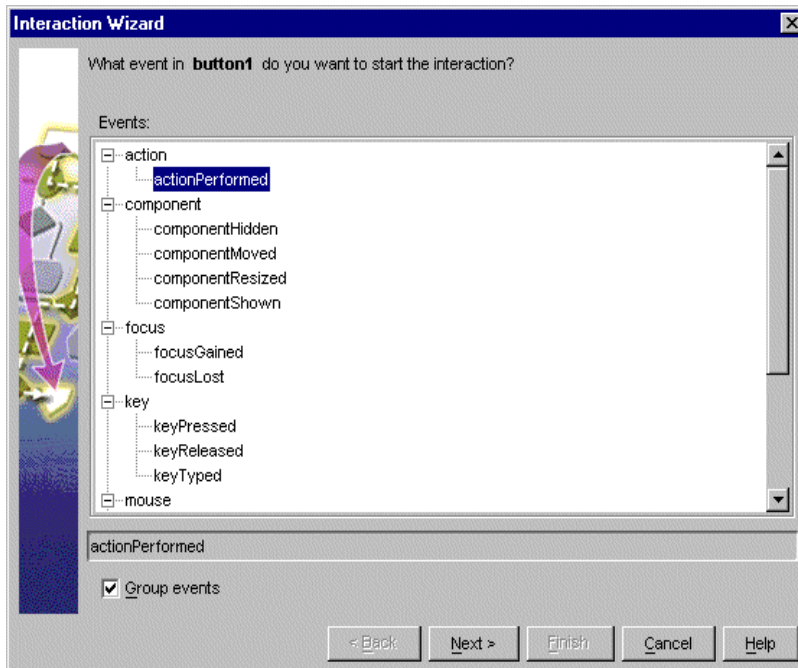 Interaction Wizard
What event in button1 do you want to start the interaction?
Events:
action
actionPerformed
component
componentHidden
componentMoved
componentResized
componentShown
focus
focusGained
focusLost
key
keyPressed
keyReleased
keyTyped
mouse
actionPerformed
Group events
< Back Next > Finish Cancel Help